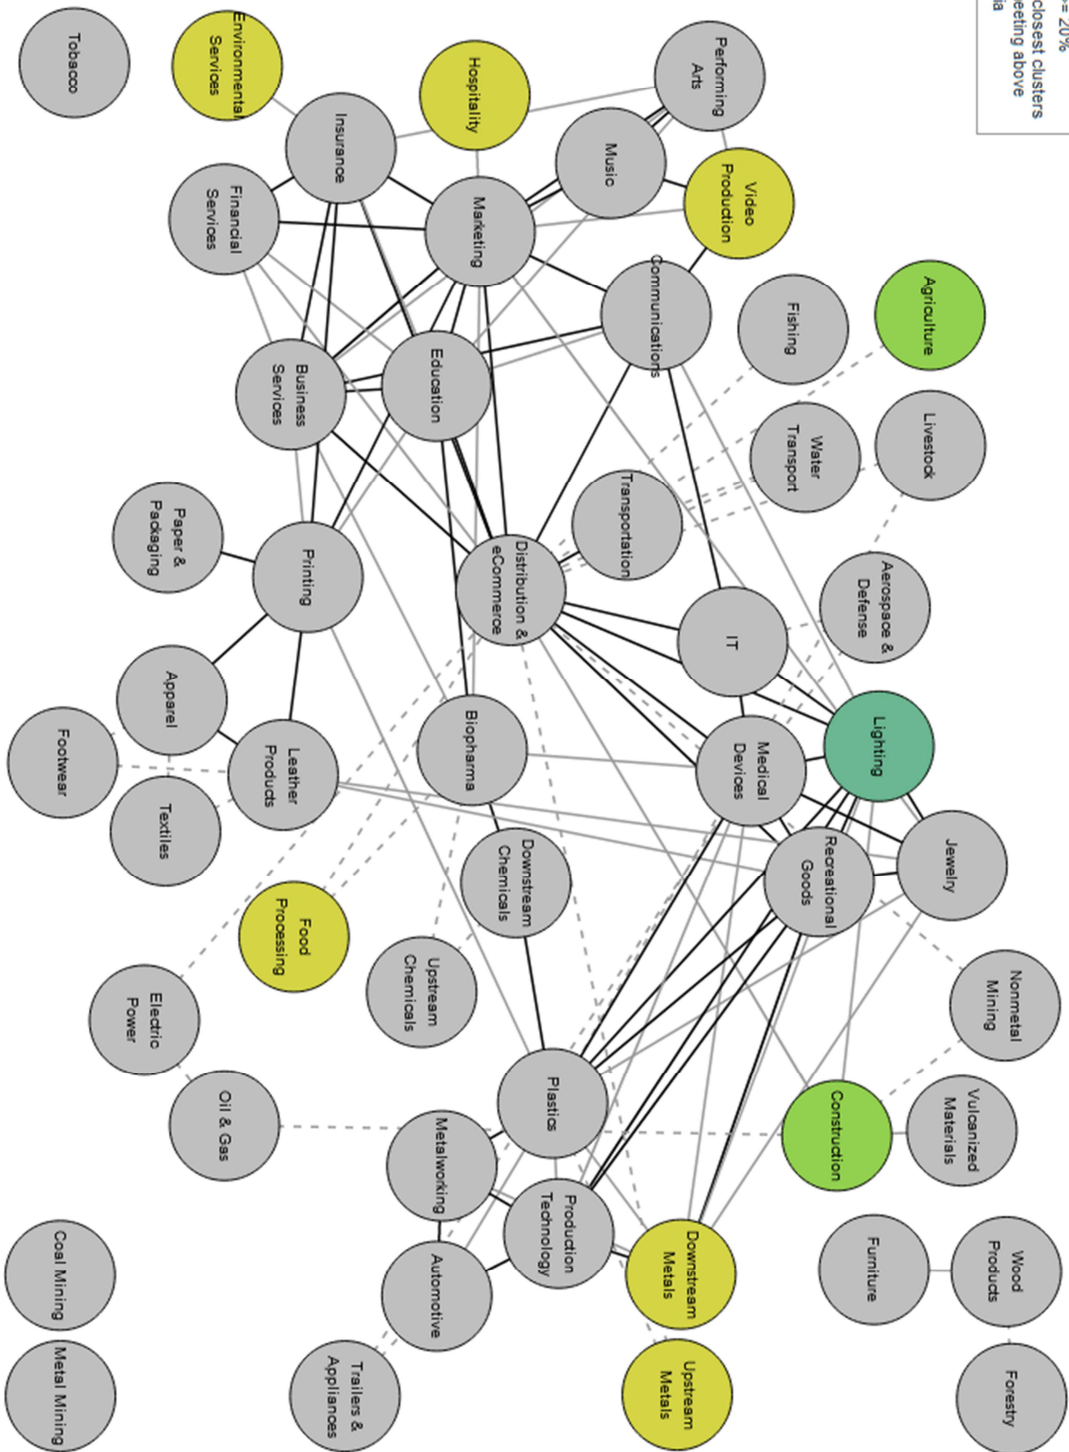 >= 20%
closest clusters
eeting above
ia
Tobacco
Environmental
Services
Hospitality
Performing
Arts
Insurance
Music
Video
Production
Financial
Services
Marketing
Communications
Fishing
Agriculture
Business
Services
Education
Water
Transport
Livestock
Paper &
Packaging
Printing
Transportation
Distribution &
eCommerce
Aerospace &
Defense
IT
Apparel
Footwear
Leather
Products
Textiles
Biopharma
Medical
Devices
Lighting
Downstream
Chemicals
Recreational
Goods
Jewelry
Food
Processing
Upstream
Chemicals
Electric
Power
Nonmetal
Mining
Oil & Gas
Plastics
Metalworking
Construction
Vulcanized
Materials
Production
Technology
Automotive
Downstream
Metals
Furniture
Wood
Products
Coal Mining
Metal Mining
Trailers &
Appliances
Upstream
Metals
Forestry